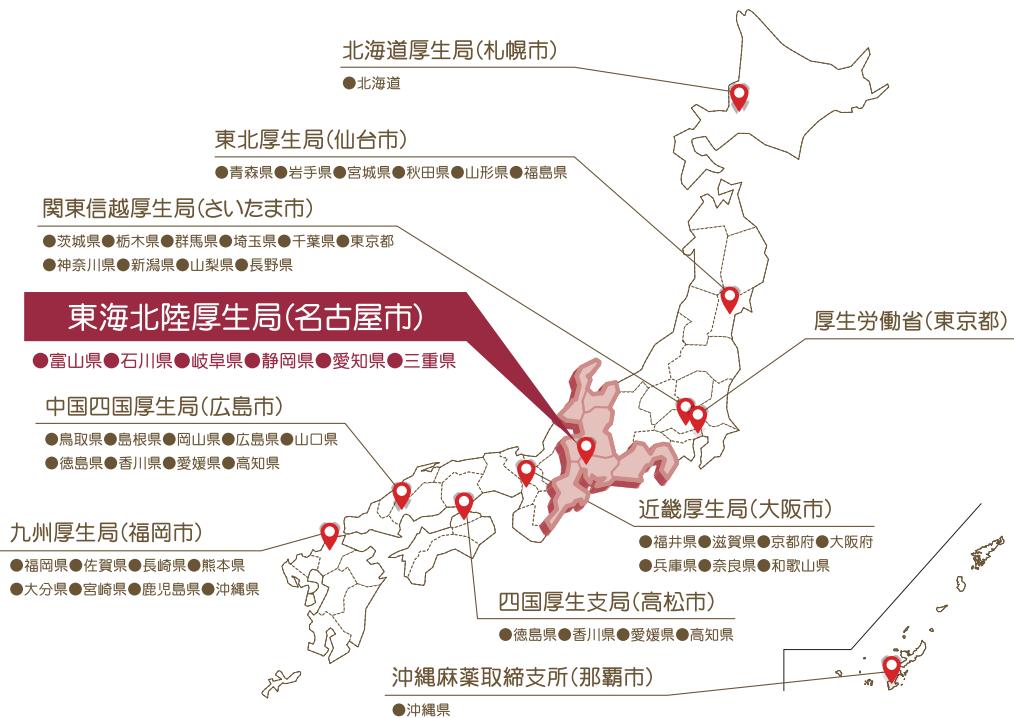 北海道厚生局(札幌市)
●北海道
東北厚生局(仙台市)
●青森県●岩手県●宮城県●秋田県●山形県●福島県
関東信越厚生局(さいたま市)
●茨城県●栃木県●群馬県●埼玉県●千葉県●東京都
●神奈川県●新潟県●山梨県●長野県
東海北陸厚生局(名古屋市)
●富山県●石川県●岐阜県●静岡県●愛知県●三重県
厚生労働省(東京都)
中国四国厚生局(広島市)
●鳥取県●島根県●岡山県●広島県●山口県
●徳島県●香川県●愛媛県●高知県
近畿厚生局(大阪市)
●福井県●滋賀県●京都府●大阪府
●兵庫県●奈良県●和歌山県
九州厚生局(福岡市)
●福岡県●佐賀県●長崎県●熊本県
●大分県●宮崎県●鹿児島県●沖縄県
四国厚生支局(高松市)
●徳島県●香川県●愛媛県●高知県
沖縄麻薬取締支所(那覇市)
●沖縄県